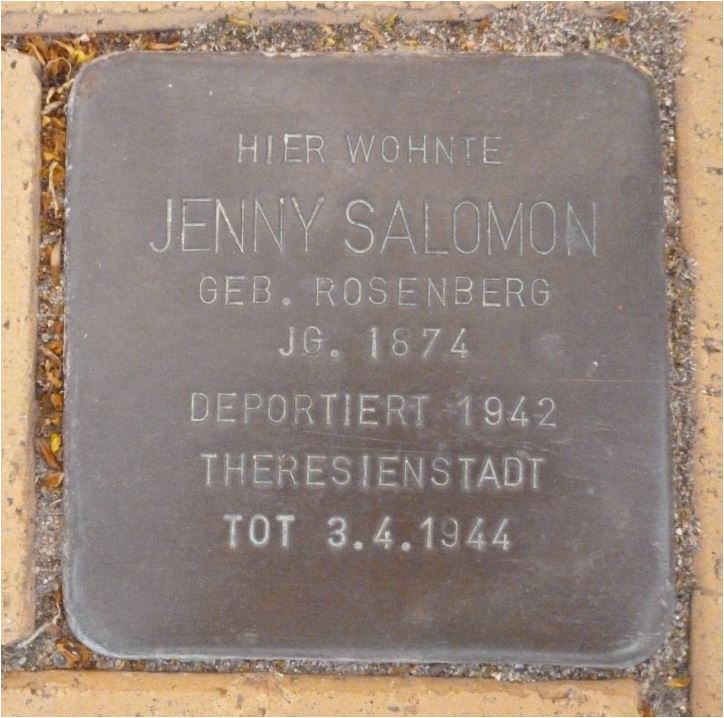 HIER WOHNTE
JENNY SALOMON
GEB. ROSENBERG
JG. 1874
DEPORTIERT 1942
THERESIENSTADT
TOT 3.4.1944